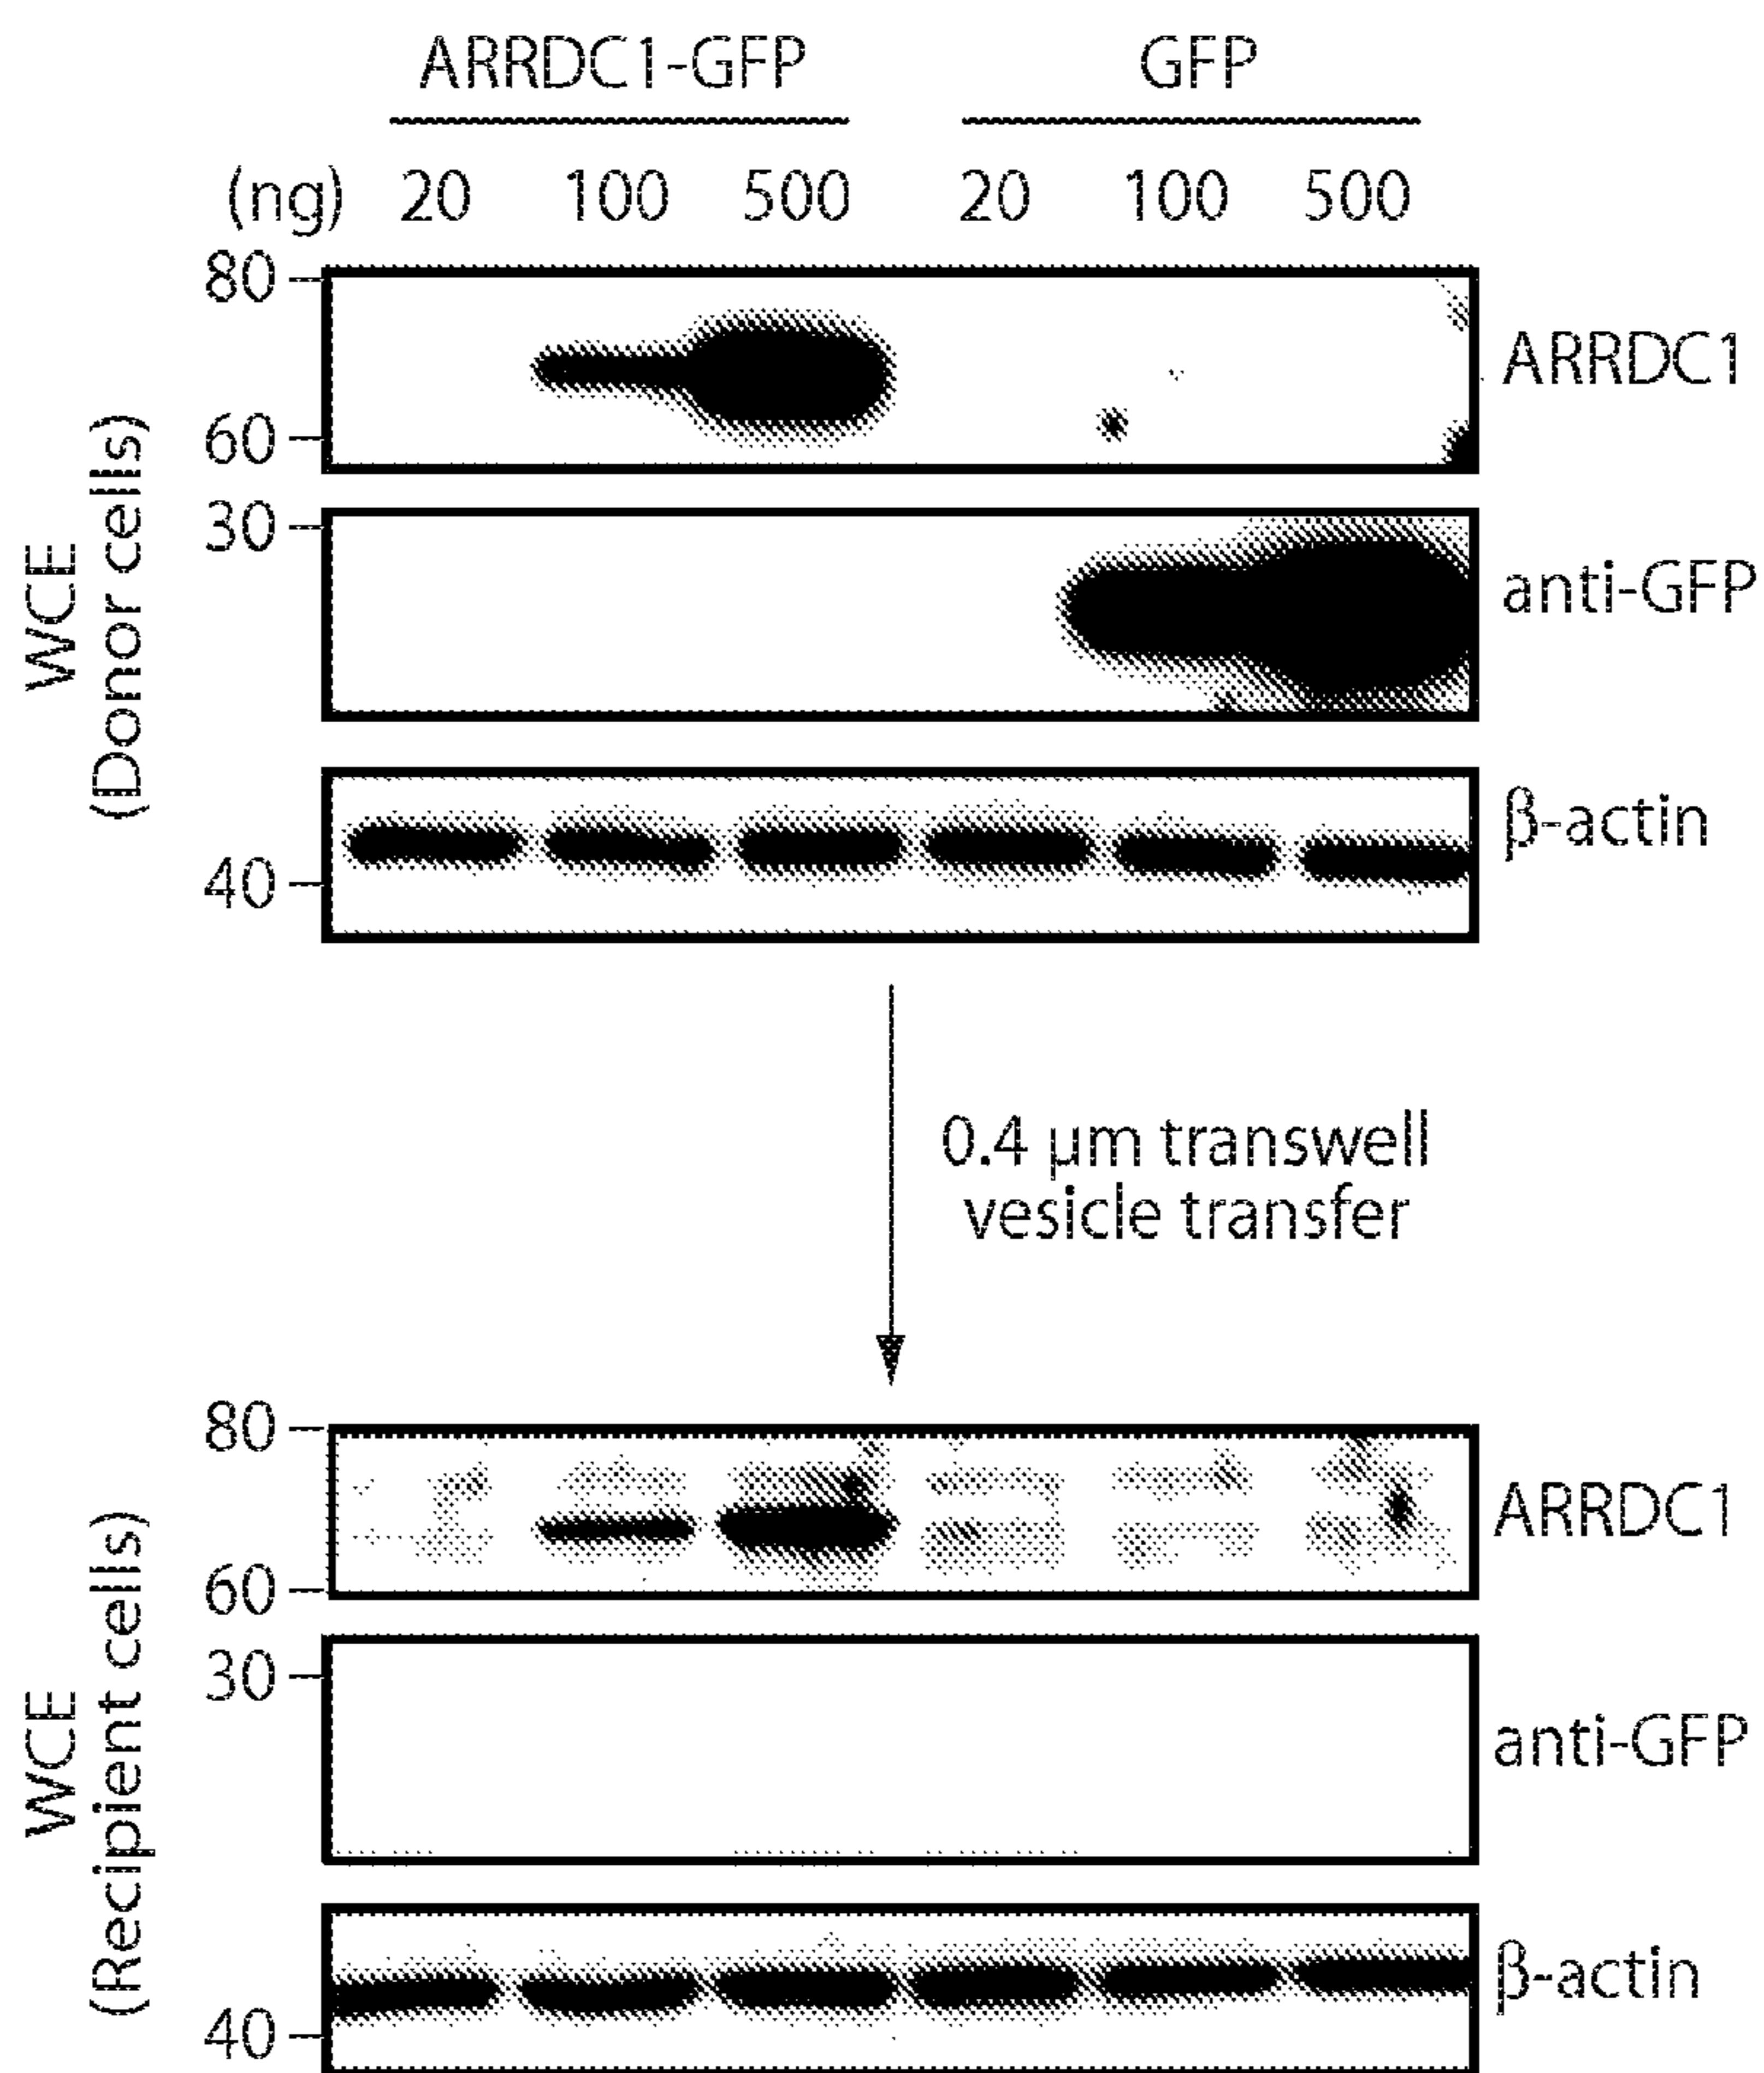 ARRDC1-GFP GFP
(ng) 20 100 500 20 100 500
80
60
ARRDC1
30
anti-GFP
40
β-actin
WCE
(Donor cells)
0.4 μm transwell
vesicle transfer
80
60
ARRDC1
30
anti-GFP
40
β-actin
WCE
(Recipient cells)